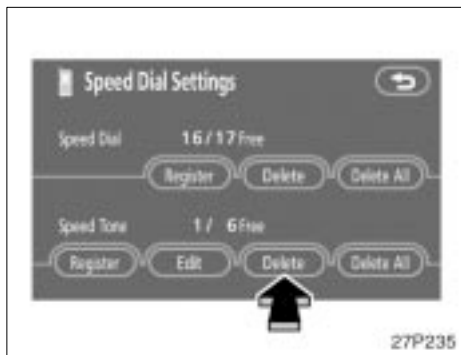 Speed Dial Settings
Speed Dial 16/17 Free
Register Delete Delete All
Speed Tone 1/ 6 Free
Register Edit Delete Delete All
27P235